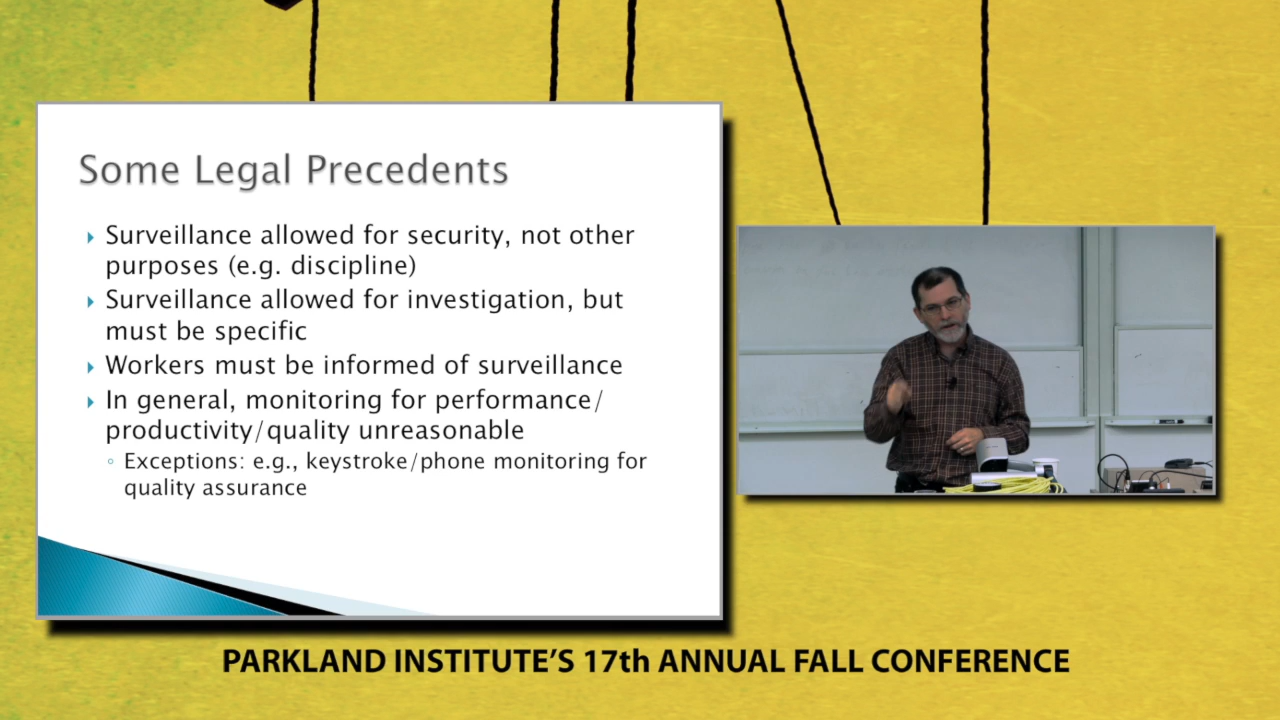 Some Legal Precedents
Surveillance allowed for security, not other
purposes (e.g. discipline)
Surveillance allowed for investigation, but
must be specific
Workers must be informed of surveillance
In general, monitoring for performance/
productivity/quality unreasonable
Exceptions: e.g., keystroke/phone monitoring for
quality assurance
PARKLAND INSTITUTE'S 17th ANNUAL FALL CONFERENCE